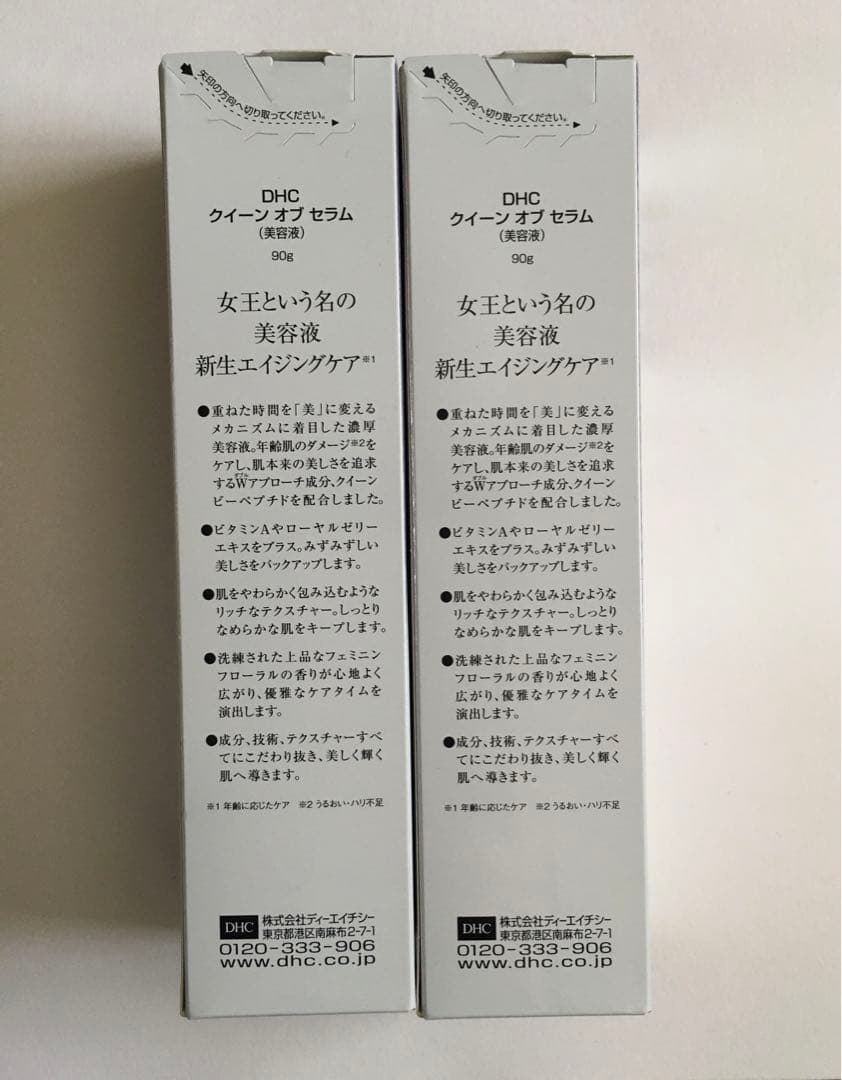 矢印の方向へ切り取ってください。
DHC
クイーン オブ セラム
(美容液)
90g
女王という名の
美容液
新生エイジングケア※1
●重ねた時間を「美」に変える
メカニズムに着目した濃厚
美容液。年齢肌のダメージ※2を
ケアし、肌本来の美しさを追求
ダブル
するWアプローチ成分、クイーン
ビーペプチドを配合しました。
●ビタミンAやローヤルゼリー
エキスをプラス。みずみずしい
美しさをバックアップします。
●肌をやわらかく包み込むような
リッチなテクスチャー。しっとり
なめらかな肌をキープします。
●洗練された上品なフェミニン
フローラルの香りが心地よく
広がり、優雅なケアタイムを
演出します。
●成分、技術、テクスチャーすべ
てにこだわり抜き、美しく輝く
肌へ導きます。
※1 年齢に応じたケア ※2 うるおい・ハリ不足
DHC 株式会社ディーエイチシー
東京都港区南麻布2-7-1
0120-333-906
www.dhc.co.jp
矢印の方向へ切り取ってください。
DHC
クイーン オブ セラム
(美容液)
90g
女王という名の
美容液
新生エイジングケア※1
●重ねた時間を「美」に変える
メカニズムに着目した濃厚
美容液。年齢肌のダメージ※2を
ケアし、肌本来の美しさを追求
ダブル
するWアプローチ成分、クイーン
ビーペプチドを配合しました。
●ビタミンAやローヤルゼリー
エキスをプラス。みずみずしい
美しさをバックアップします。
●肌をやわらかく包み込むような
リッチなテクスチャー。しっとり
なめらかな肌をキープします。
●洗練された上品なフェミニン
フローラルの香りが心地よく
広がり、優雅なケアタイムを
演出します。
●成分、技術、テクスチャーすべ
てにこだわり抜き、美しく輝く
肌へ導きます。
※1 年齢に応じたケア ※2 うるおい・ハリ不足
DHC 株式会社ディーエイチシー
東京都港区南麻布2-7-1
0120-333-906
www.dhc.co.jp